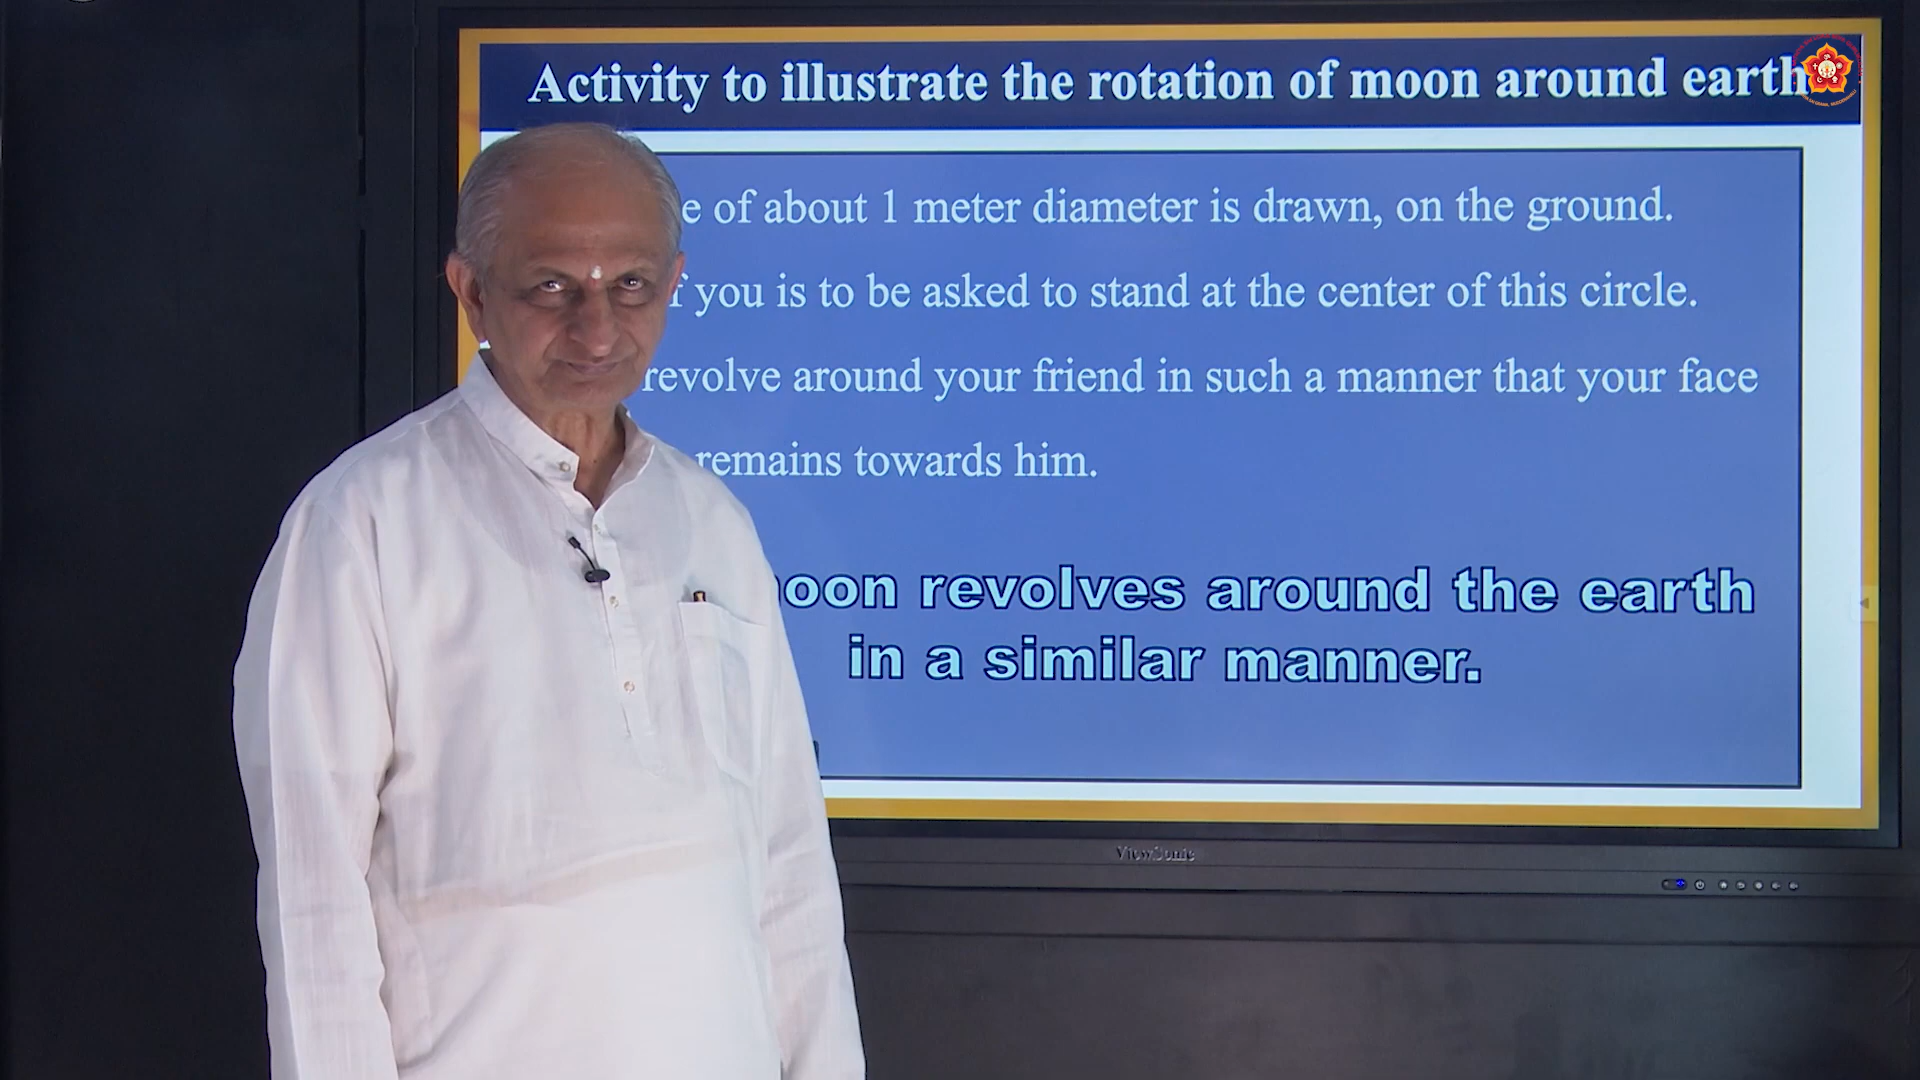 Activity to illustrate the rotation of moon around earth
of about 1 meter diameter is drawn, on the ground.
you is to be asked to stand at the center of this circle.
revolve around your friend in such a manner that your face
remains towards him.
revolves around the earth
in a similar manner.
ViewSonic